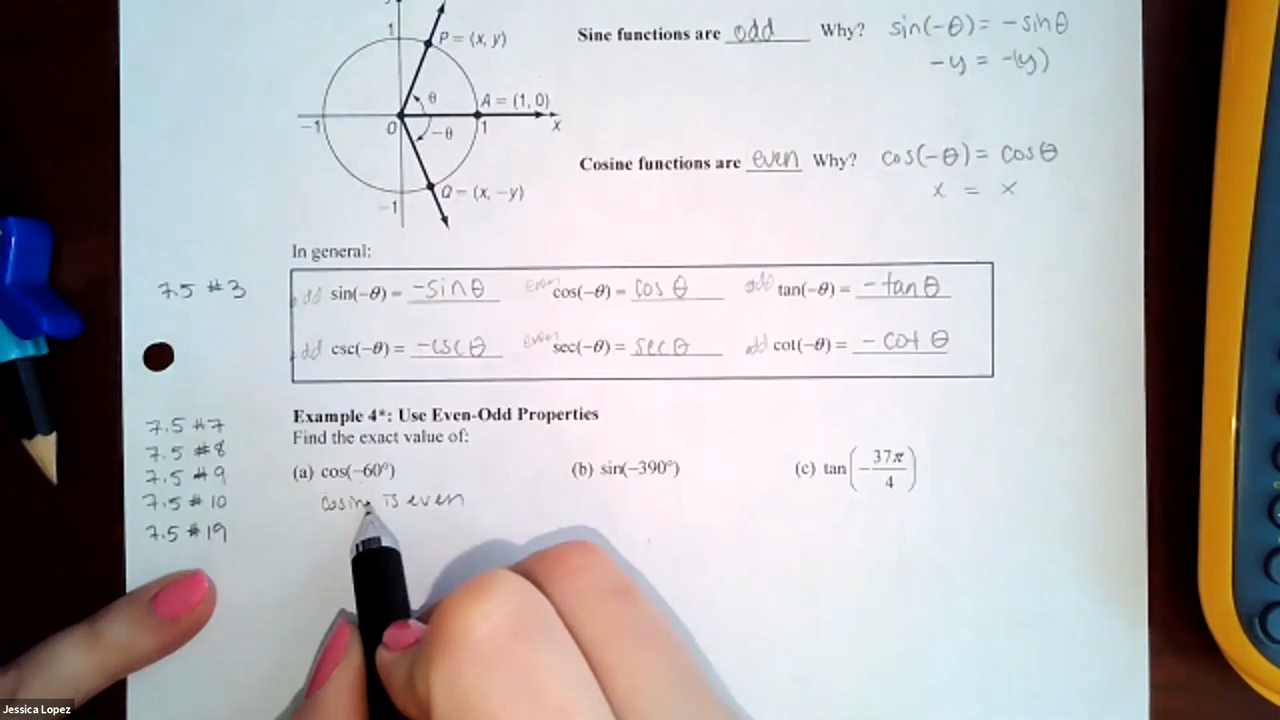 1
P = (x, y)
Sine functions are odd Why? sin(-θ) = -sinθ
-y = -(y)
θ
A = (1, 0)
-1
O
-θ
1
x
Cosine functions are even Why? cos(-θ) = cosθ
x = x
Q = (x, -y)
-1
In general:
7.5 #3
odd sin(-θ) = -sinθ even cos(-θ) = cosθ odd tan(-θ) = -tanθ
odd csc(-θ) = -cscθ even sec(-θ) = secθ odd cot(-θ) = -cotθ
Example 4*: Use Even-Odd Properties
7.5 #7
Find the exact value of:
7.5 #8
(a) cos(-60°) (b) sin(-390°) (c) tan(-37π/4)
7.5 #9
7.5 #10
cosine is even
7.5 #19
Jessica Lopez